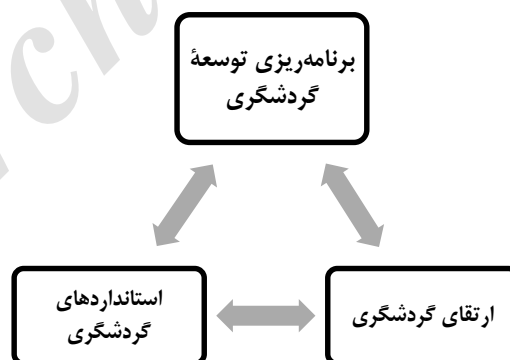 برنامه‌ریزی توسعهٔ
گردشگری
ارتقای گردشگری
استانداردهای
گردشگری